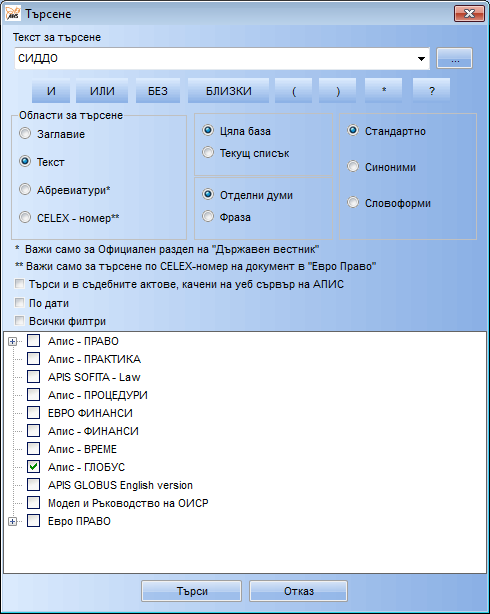 APIS Търсене
Текст за търсене
СИДДО
...
И ИЛИ БЕЗ БЛИЗКИ ( ) * ?
Области за търсене
Заглавие
Текст
Абревиатури*
CELEX - номер**
Цяла база
Текущ списък
Отделни думи
Фраза
Стандартно
Синоними
Словоформи
* Важи само за Официален раздел на "Държавен вестник"
** Важи само за търсене по CELEX-номер на документ в "Евро Право"
Търси и в съдебните актове, качени на уеб сървър на АПИС
По дати
Всички филтри
Апис - ПРАВО
Апис - ПРАКТИКА
APIS SOFITA - Law
Апис - ПРОЦЕДУРИ
ЕВРО ФИНАНСИ
Апис - ФИНАНСИ
Апис - ВРЕМЕ
Апис - ГЛОБУС
APIS GLOBUS English version
Модел и Ръководство на ОИСР
Евро ПРАВО
Търси Отказ